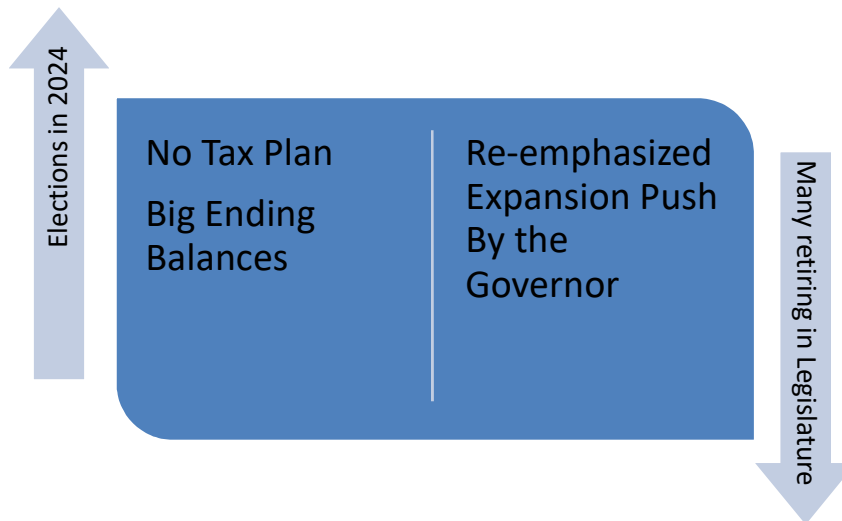 Elections in 2024
No Tax Plan
Big Ending
Balances
Re-emphasized
Expansion Push
By the
Governor
Many retiring in Legislature